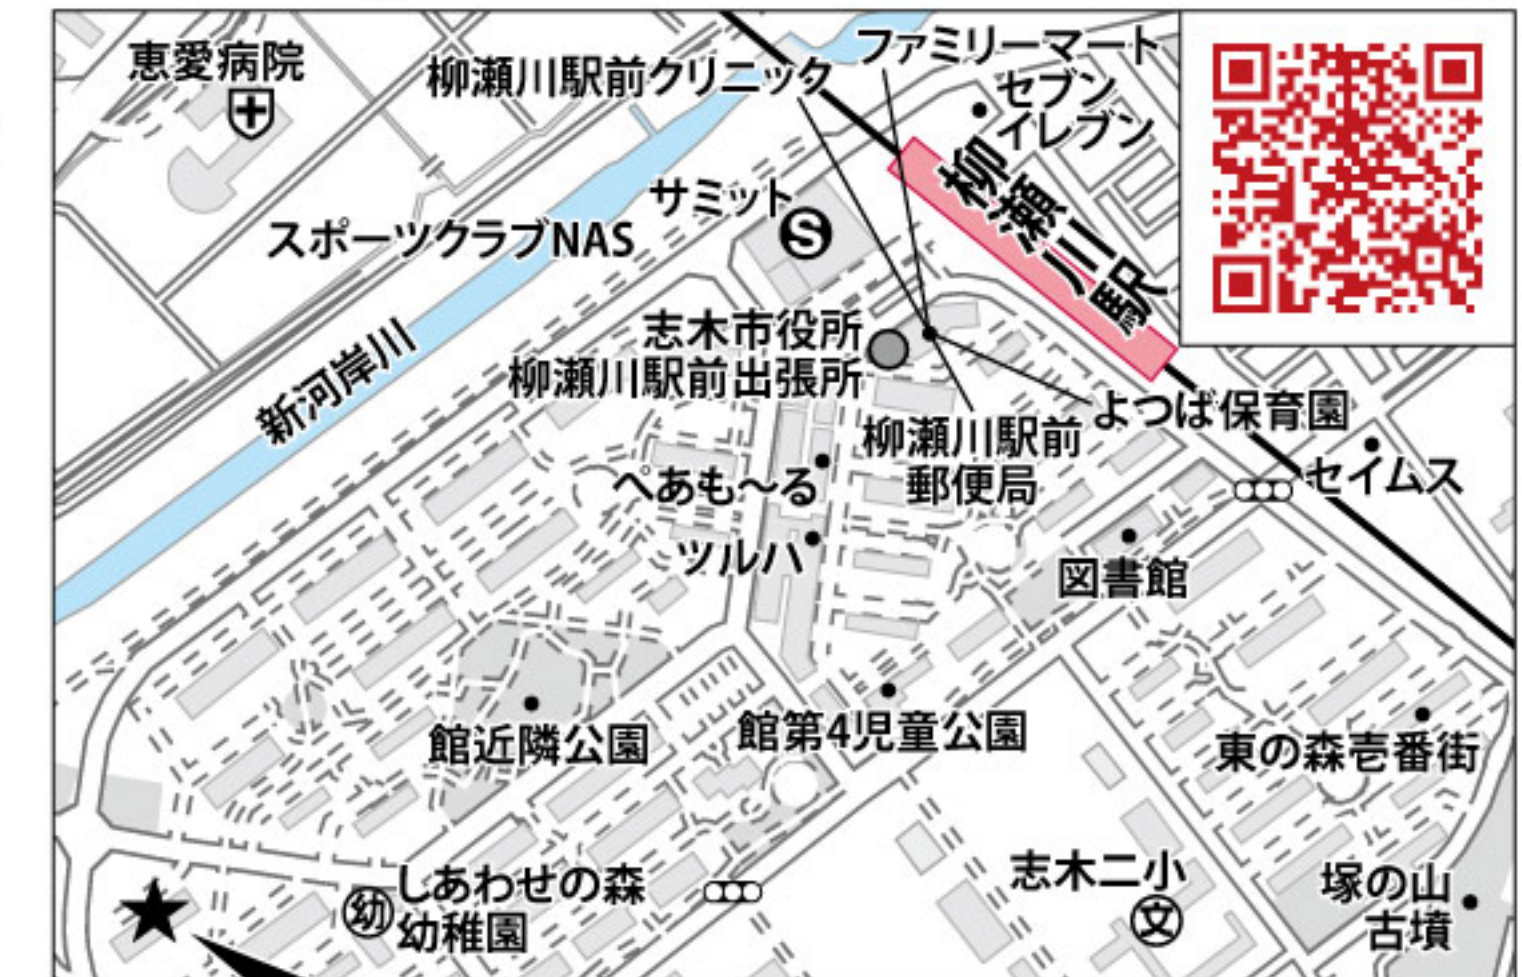 恵愛病院
柳瀬川駅前クリニック
ファミリーマート
セブン
イレブン
柳瀬川駅
サミット
S
スポーツクラブNAS
新河岸川
志木市役所
柳瀬川駅前出張所
よつば保育園
柳瀬川駅前
郵便局
セイムス
ぺあも〜る
ツルハ
図書館
館近隣公園
館第4児童公園
東の森壱番街
しあわせの森
幼稚園
幼
志木二小
文
塚の山
古墳